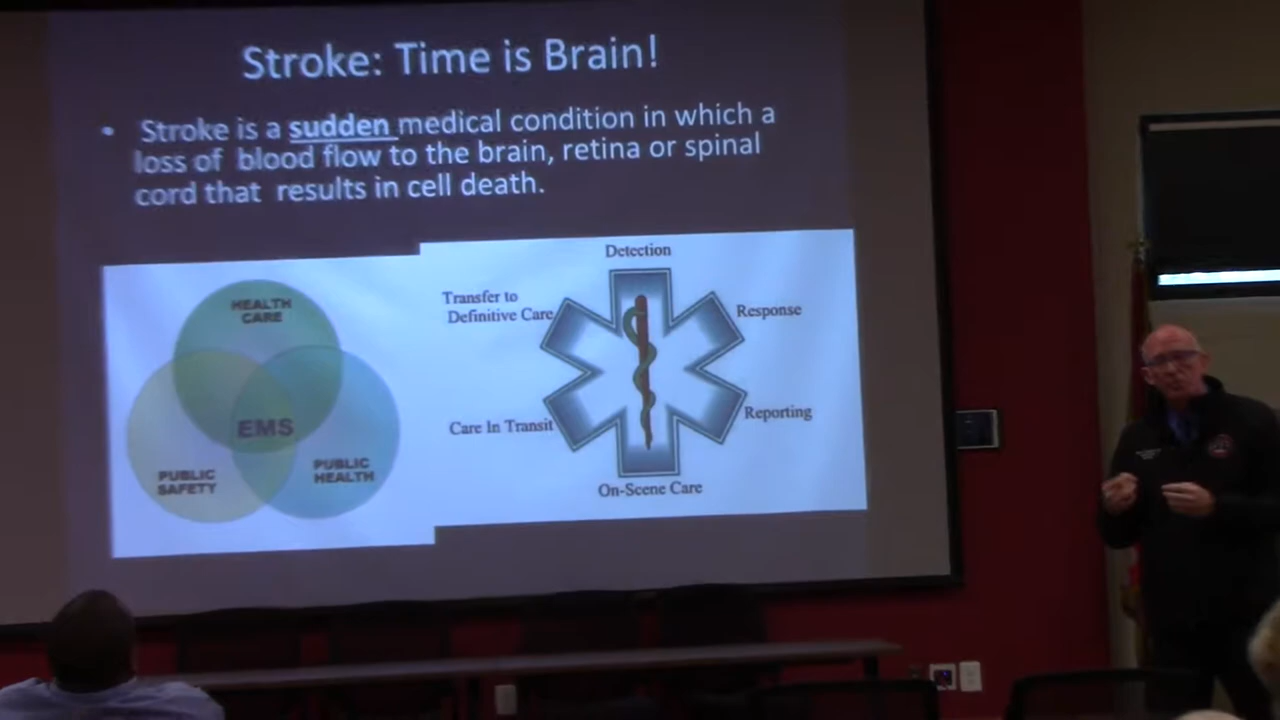 Stroke: Time is Brain!
• Stroke is a sudden medical condition in which a
loss of blood flow to the brain, retina or spinal
cord that results in cell death.
HEALTH
CARE
EMS
PUBLIC
SAFETY
PUBLIC
HEALTH
Detection
Response
Reporting
On-Scene Care
Care In Transit
Transfer to
Definitive Care